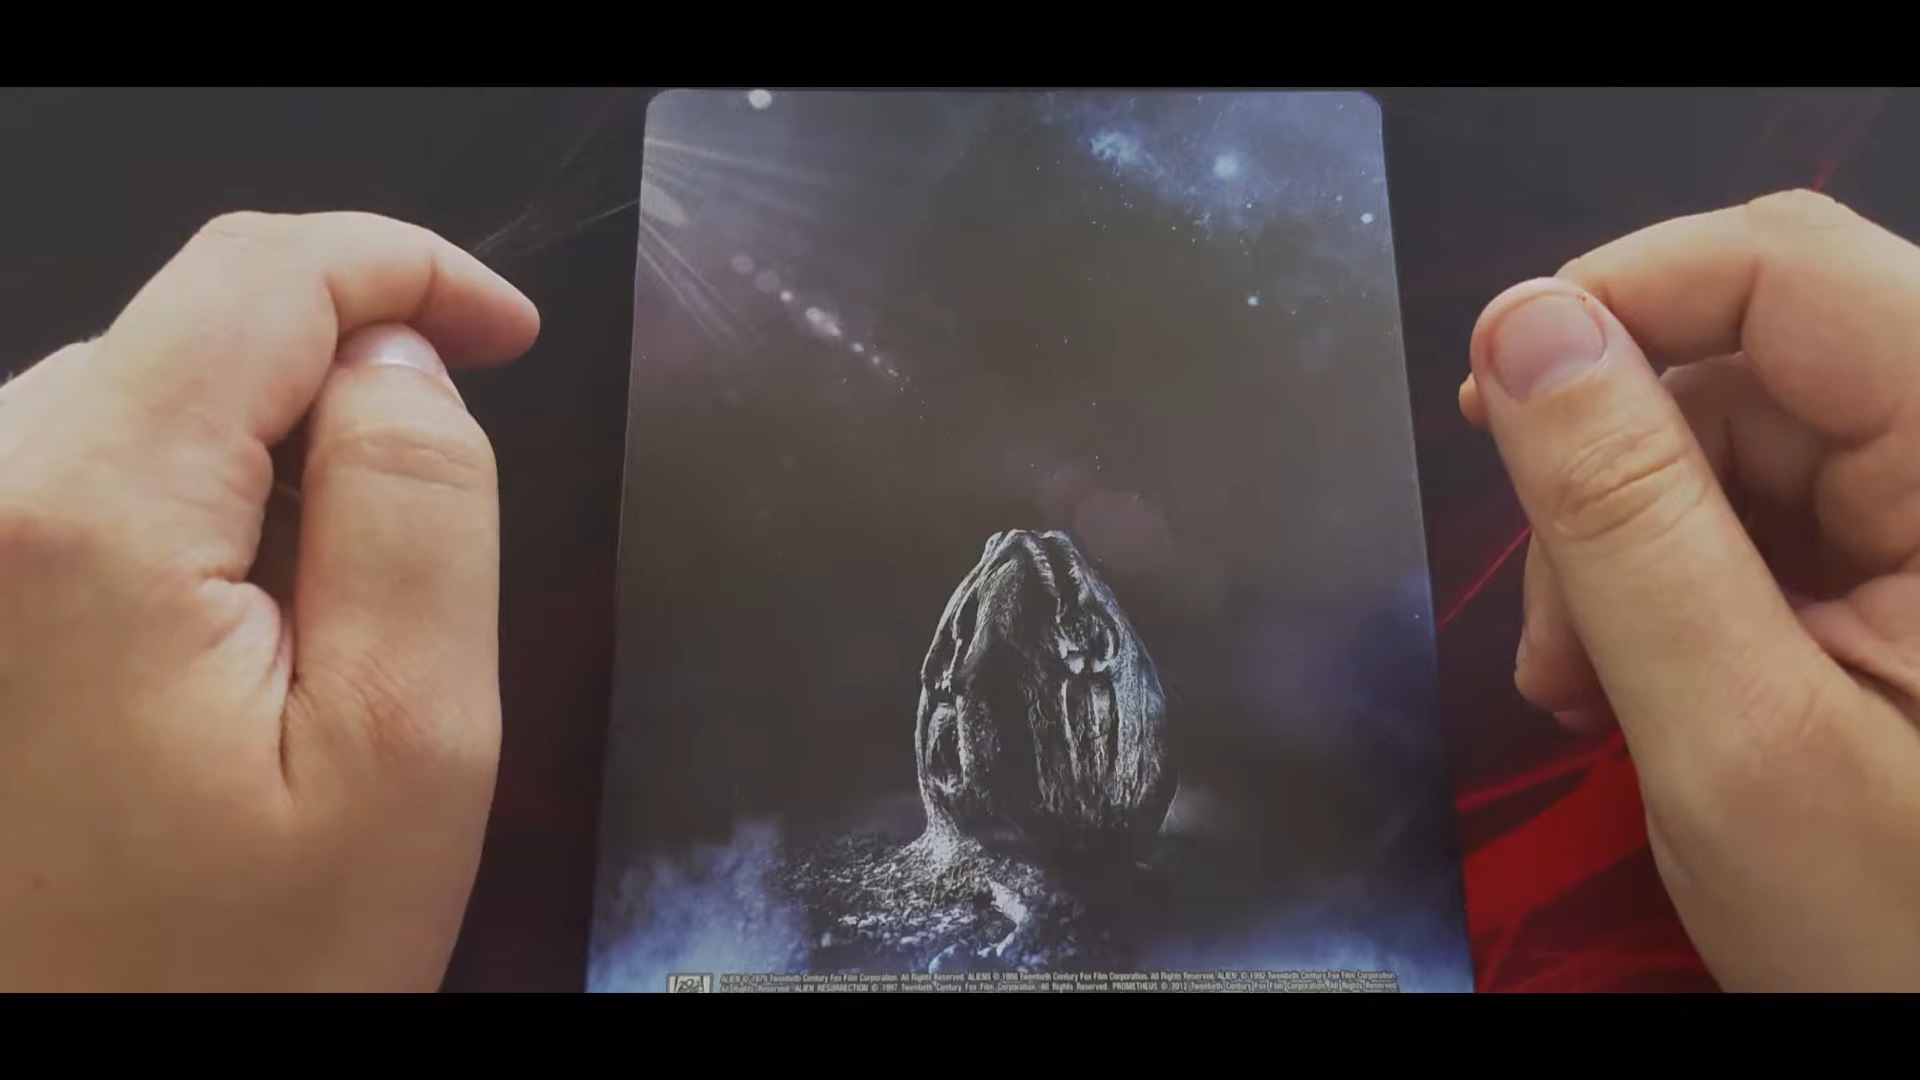 ALIEN © 1979 Twentieth Century Fox Film Corporation. All Rights Reserved. ALIENS © 1986 Twentieth Century Fox Film Corporation. All Rights Reserved. ALIEN³ © 1992 Twentieth Century Fox Film Corporation.
All Rights Reserved. ALIEN RESURRECTION © 1997 Twentieth Century Fox Film Corporation. All Rights Reserved. PROMETHEUS © 2012 Twentieth Century Fox Film Corporation. All Rights Reserved.